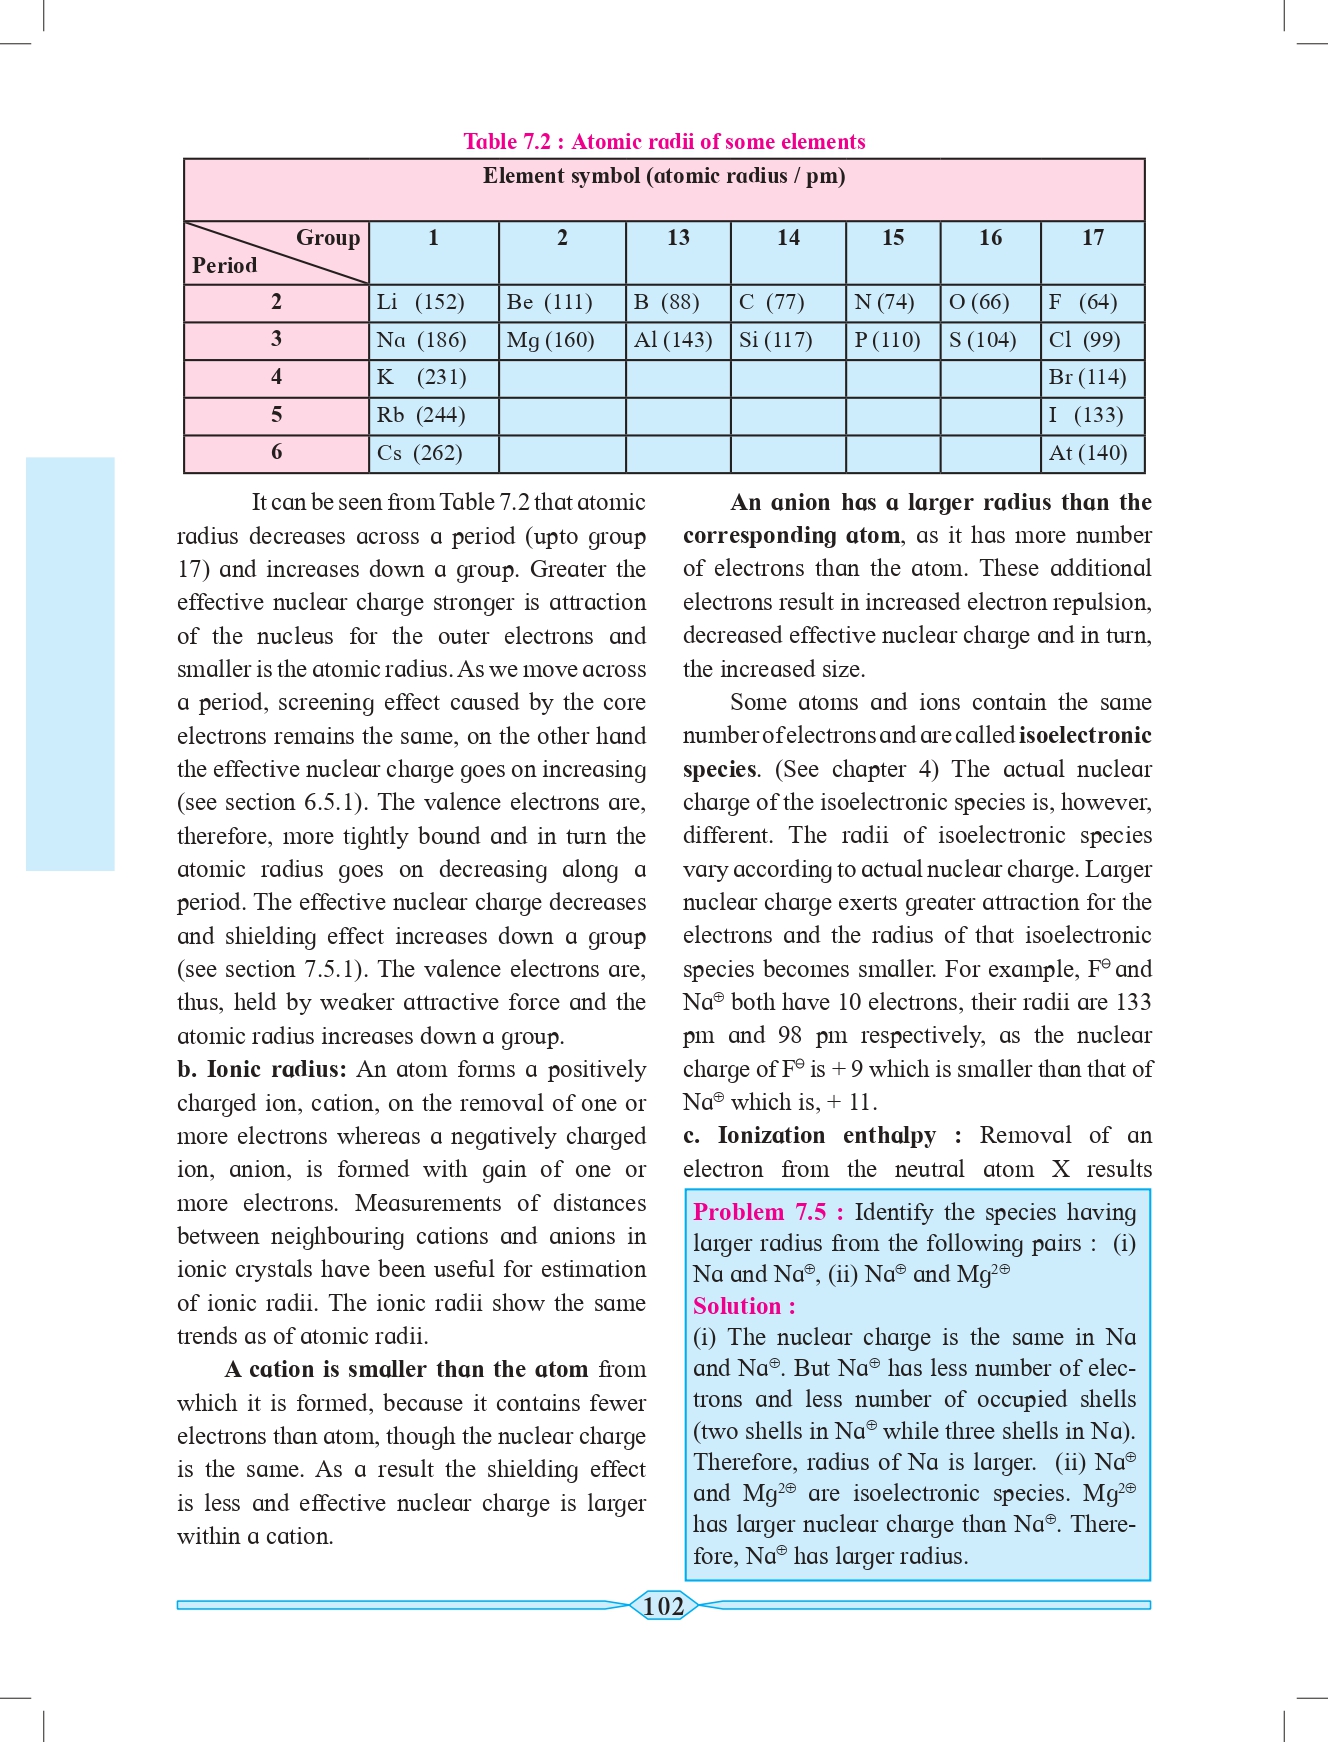 Table 7.2 : Atomic radii of some elements
Element symbol (atomic radius / pm)
Group
Period
1 2 13 14 15 16 17
2 Li (152) Be (111) B (88) C (77) N (74) O (66) F (64)
3 Na (186) Mg (160) Al (143) Si (117) P (110) S (104) Cl (99)
4 K (231) Br (114)
5 Rb (244) I (133)
6 Cs (262) At (140)
It can be seen from Table 7.2 that atomic
radius decreases across a period (upto group
17) and increases down a group. Greater the
effective nuclear charge stronger is attraction
of the nucleus for the outer electrons and
smaller is the atomic radius. As we move across
a period, screening effect caused by the core
electrons remains the same, on the other hand
the effective nuclear charge goes on increasing
(see section 6.5.1). The valence electrons are,
therefore, more tightly bound and in turn the
atomic radius goes on decreasing along a
period. The effective nuclear charge decreases
and shielding effect increases down a group
(see section 7.5.1). The valence electrons are,
thus, held by weaker attractive force and the
atomic radius increases down a group.
b. Ionic radius: An atom forms a positively
charged ion, cation, on the removal of one or
more electrons whereas a negatively charged
ion, anion, is formed with gain of one or
more electrons. Measurements of distances
between neighbouring cations and anions in
ionic crystals have been useful for estimation
of ionic radii. The ionic radii show the same
trends as of atomic radii.
A cation is smaller than the atom from
which it is formed, because it contains fewer
electrons than atom, though the nuclear charge
is the same. As a result the shielding effect
is less and effective nuclear charge is larger
within a cation.
An anion has a larger radius than the
corresponding atom, as it has more number
of electrons than the atom. These additional
electrons result in increased electron repulsion,
decreased effective nuclear charge and in turn,
the increased size.
Some atoms and ions contain the same
number of electrons and are called isoelectronic
species. (See chapter 4) The actual nuclear
charge of the isoelectronic species is, however,
different. The radii of isoelectronic species
vary according to actual nuclear charge. Larger
nuclear charge exerts greater attraction for the
electrons and the radius of that isoelectronic
species becomes smaller. For example, F⊖ and
Na⊕ both have 10 electrons, their radii are 133
pm and 98 pm respectively, as the nuclear
charge of F⊖ is + 9 which is smaller than that of
Na⊕ which is, + 11.
c. Ionization enthalpy : Removal of an
electron from the neutral atom X results
Problem 7.5 : Identify the species having
larger radius from the following pairs : (i)
Na and Na⊕, (ii) Na⊕ and Mg²⊕
Solution :
(i) The nuclear charge is the same in Na
and Na⊕. But Na⊕ has less number of elec-
trons and less number of occupied shells
(two shells in Na⊕ while three shells in Na).
Therefore, radius of Na is larger. (ii) Na⊕
and Mg²⊕ are isoelectronic species. Mg²⊕
has larger nuclear charge than Na⊕. There-
fore, Na⊕ has larger radius.
102